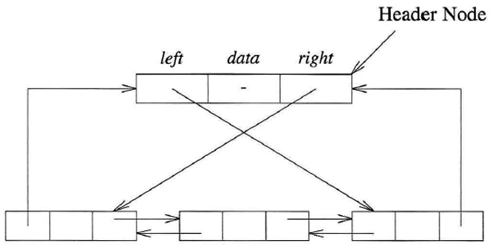 Header Node
left data right
-